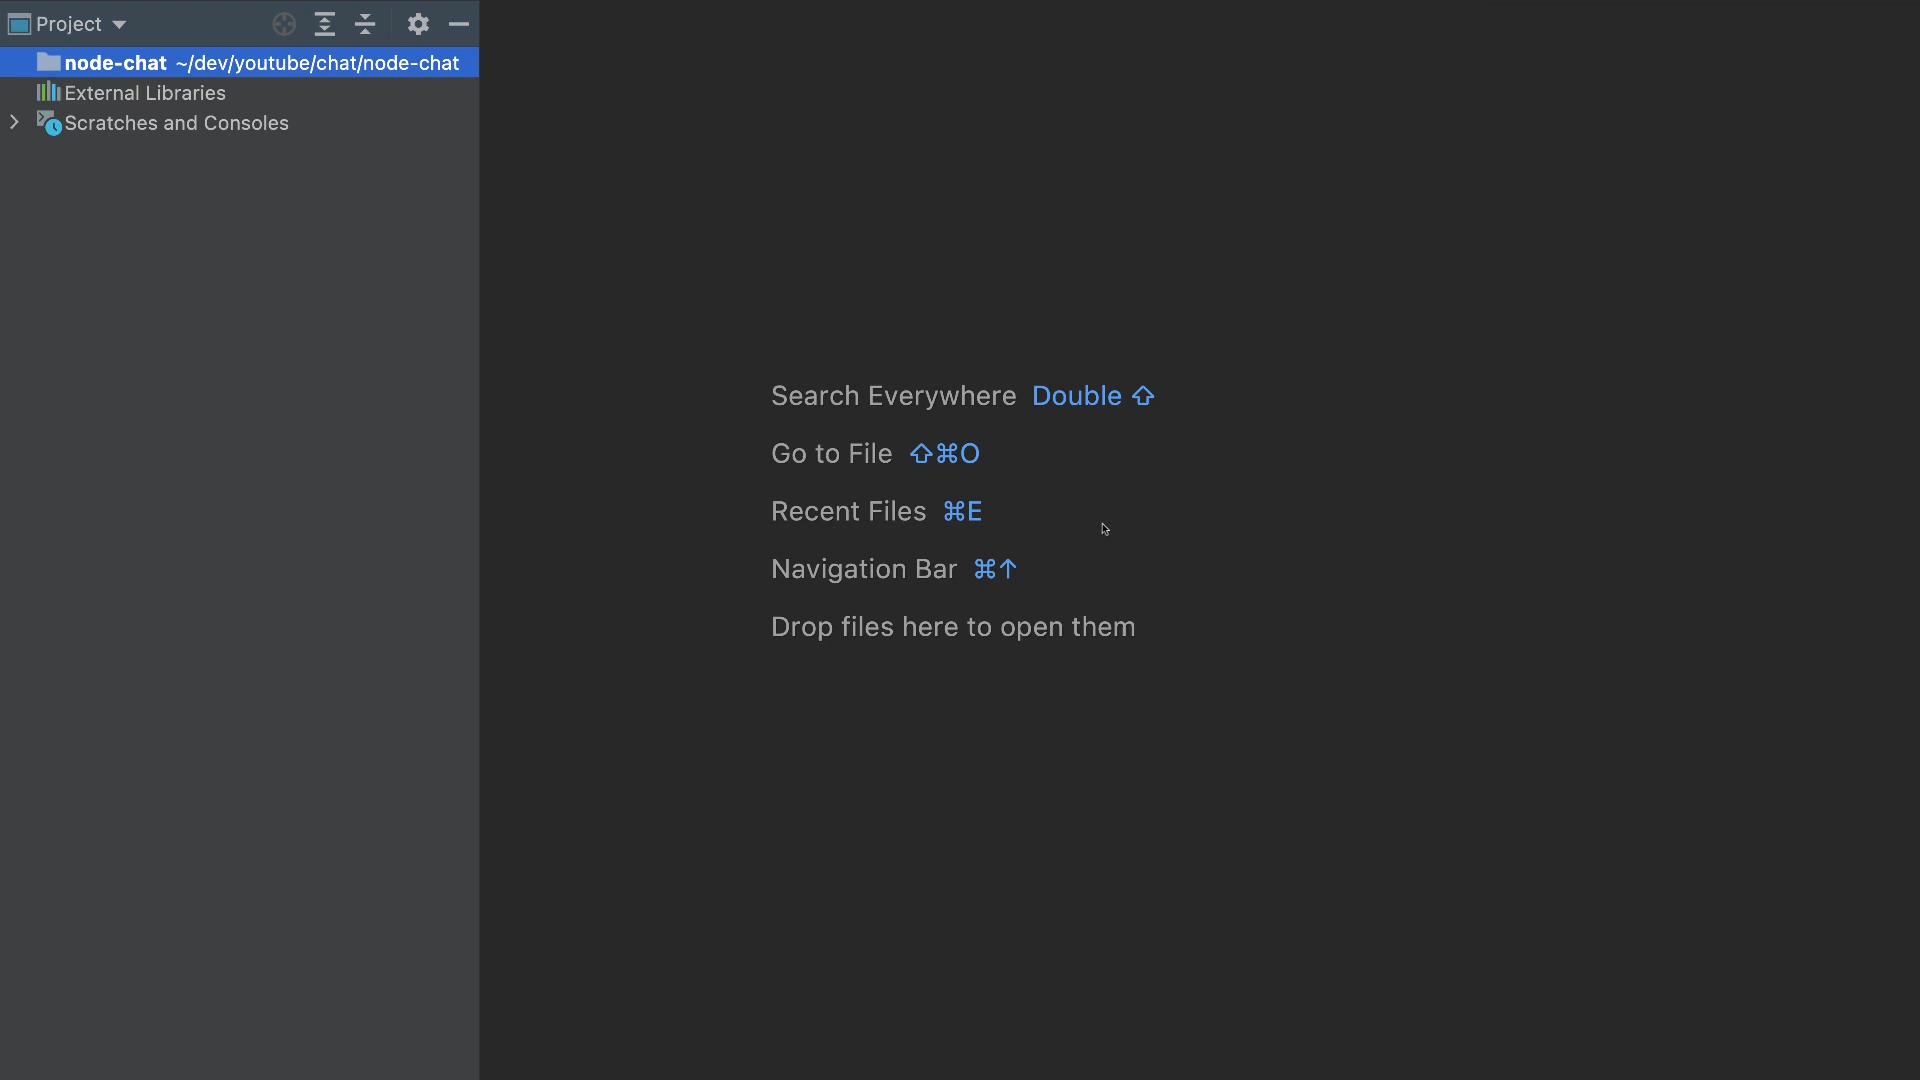 Project
node-chat ~/dev/youtube/chat/node-chat
External Libraries
Scratches and Consoles
Search Everywhere Double ⇧
Go to File ⇧⌘O
Recent Files ⌘E
Navigation Bar ⌘↑
Drop files here to open them